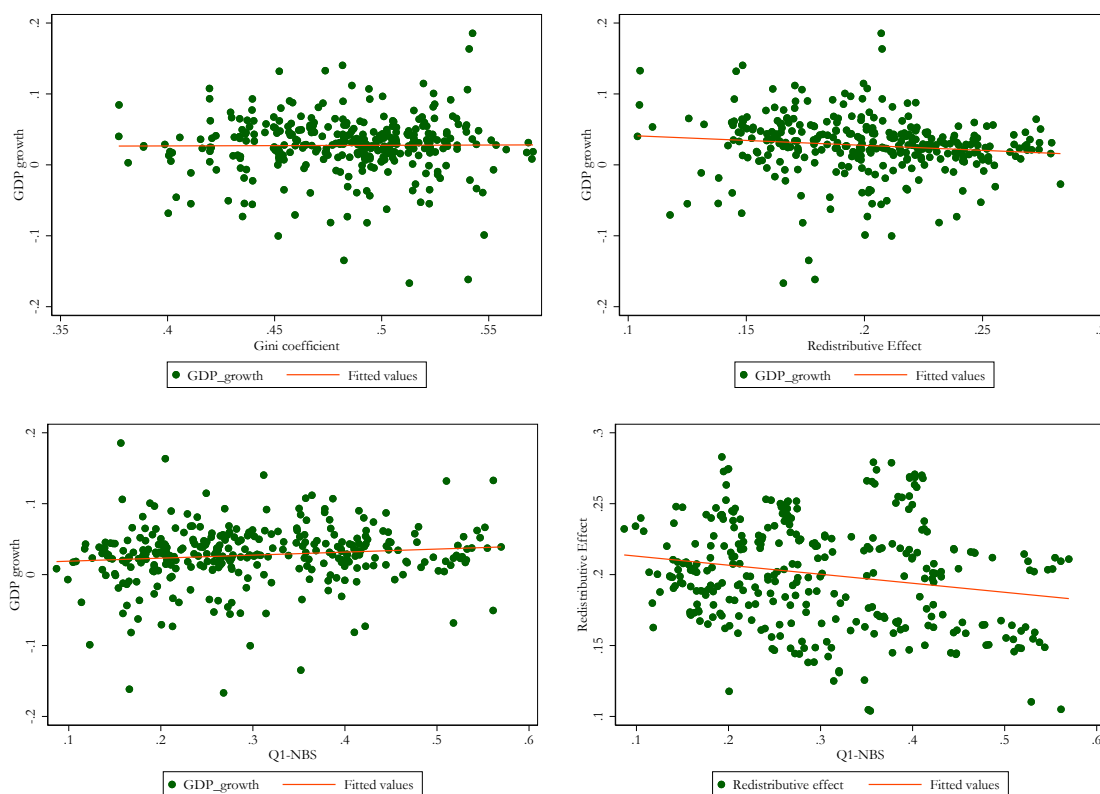 .2
.1
0
-.1
-.2
GDP growth
.35 .4 .45 .5 .55
Gini coefficient
GDP_growth Fitted values
.2
.1
0
-.1
-.2
GDP growth
.1 .15 .2 .25
Redistributive Effect
GDP_growth Fitted values
.2
.1
0
-.1
-.2
GDP growth
.1 .2 .3 .4 .5 .6
Q1-NBS
GDP_growth Fitted values
.3
.25
.2
.15
.1
Redistributive Effect
.1 .2 .3 .4 .5 .6
Q1-NBS
Redistributive effect Fitted values